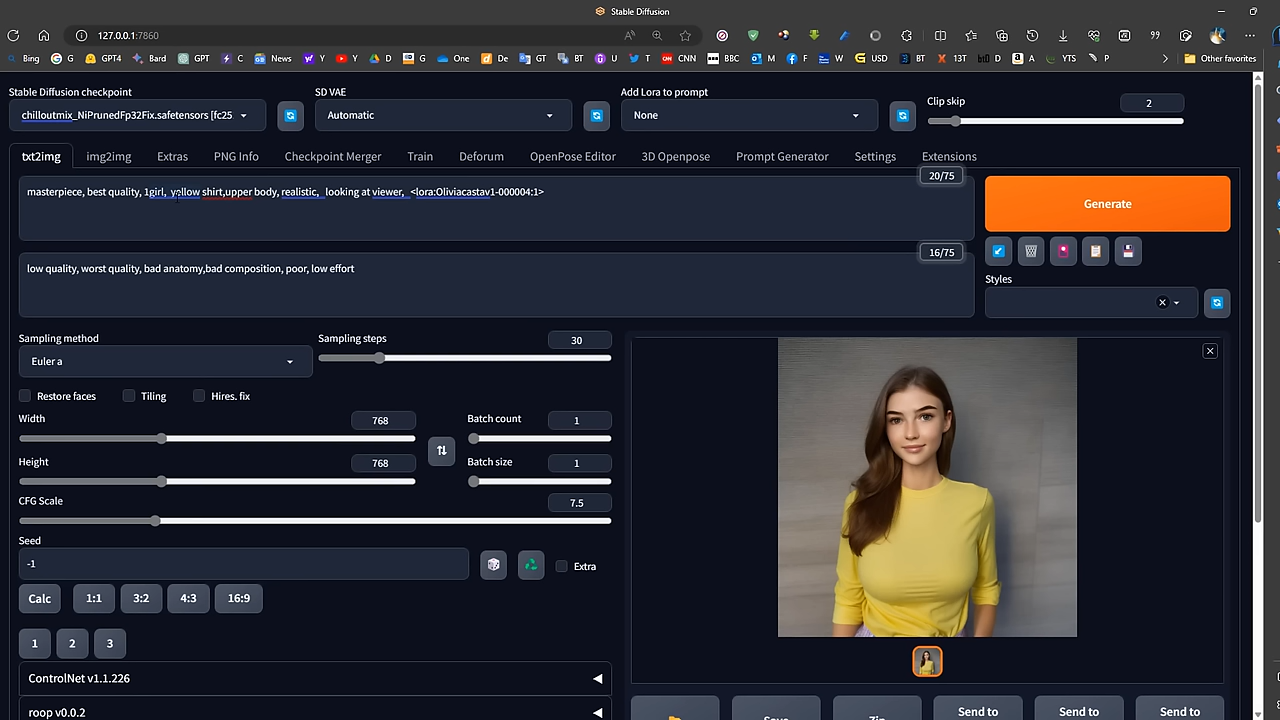 Stable Diffusion
127.0.0.1:7860
Bing G GPT4 Bard GPT C News Y Y D G One De GT BT U T CNN BBC M F W USD BT 13T D A YTS P Other favorites
Stable Diffusion checkpoint SD VAE Add Lora to prompt Clip skip 2
chilloutmix_NiPrunedFp32Fix.safetensors [fc25 Automatic None
txt2img img2img Extras PNG Info Checkpoint Merger Train Deforum OpenPose Editor 3D Openpose Prompt Generator Settings Extensions
20/75
masterpiece, best quality, 1girl, yellow shirt,upper body, realistic, looking at viewer, <lora:Oliviacastav1-000004:1>
Generate
16/75
low quality, worst quality, bad anatomy,bad composition, poor, low effort
Styles
Sampling method Sampling steps 30
Euler a
Restore faces Tiling Hires. fix
Width 768 Batch count 1
Height 768 Batch size 1
CFG Scale 7.5
Seed
-1
Extra
Calc 1:1 3:2 4:3 16:9
1 2 3
ControlNet v1.1.226
roop v0.0.2
Save Zip Send to Send to Send to